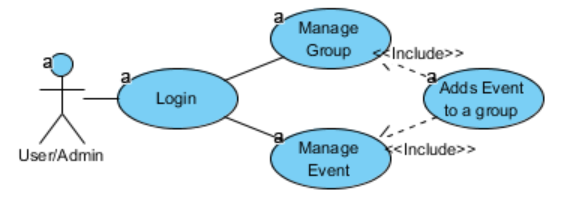 a
Manage
Group
<<Include>>
a
a
a
Adds Event
to a group
Login
a
Manage
Event
<<Include>>
User/Admin